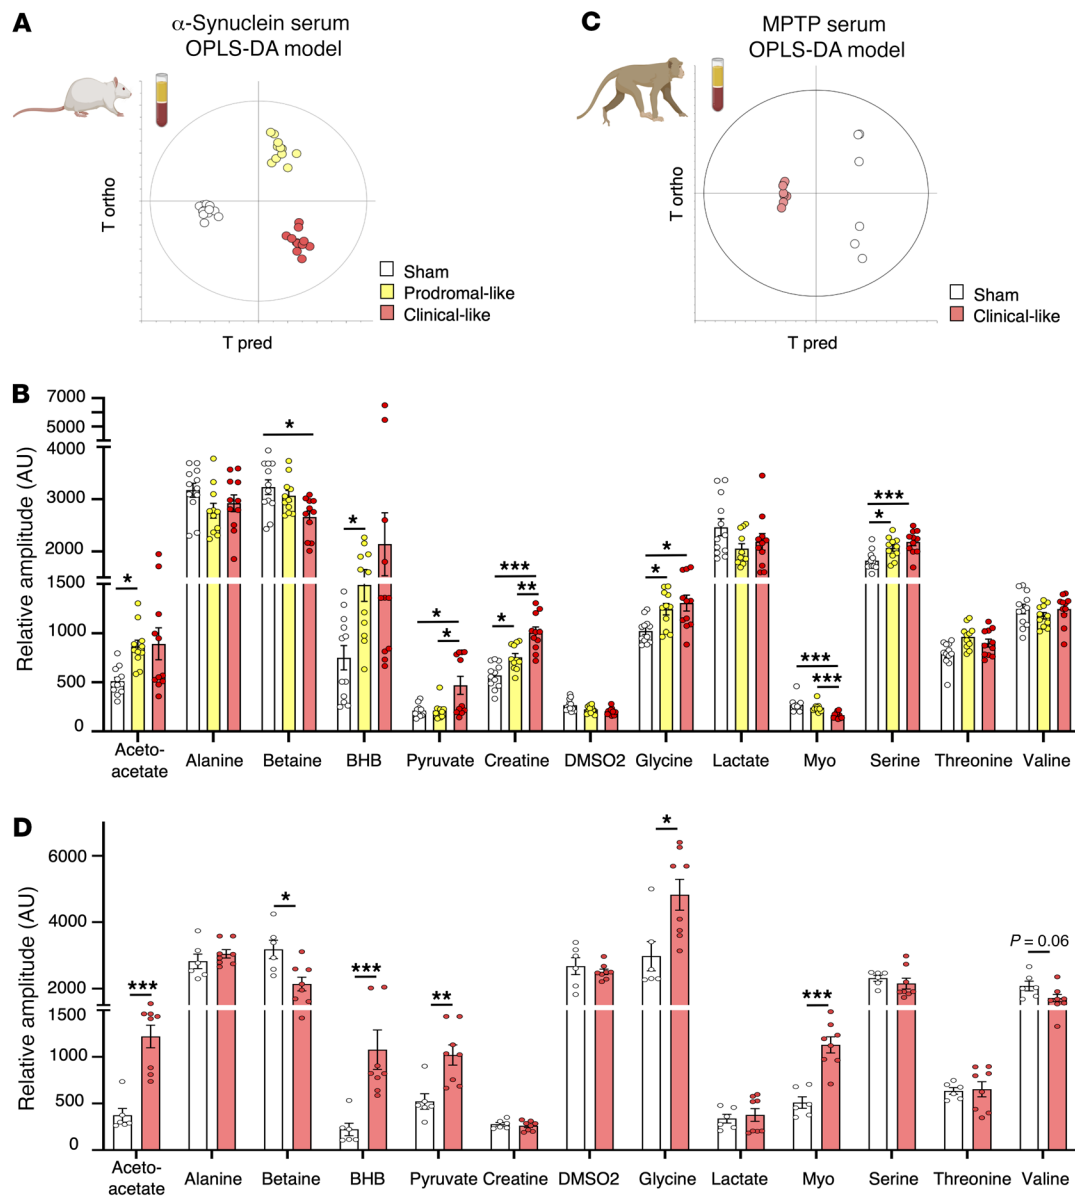 A
α-Synuclein serum
OPLS-DA model
T ortho
T pred
Sham
Prodromal-like
Clinical-like
C
MPTP serum
OPLS-DA model
T ortho
T pred
Sham
Clinical-like
B
Relative amplitude (AU)
7000
5000
4000
3000
2000
1500
1000
500
0
*
*
*
*
*
*
***
**
*
*
***
***
***
*
Aceto-
acetate
Alanine
Betaine
BHB
Pyruvate
Creatine
DMSO2
Glycine
Lactate
Myo
Serine
Threonine
Valine
D
Relative amplitude (AU)
6000
4000
2000
1500
1000
500
0
***
*
***
**
*
***
P = 0.06
Aceto-
acetate
Alanine
Betaine
BHB
Pyruvate
Creatine
DMSO2
Glycine
Lactate
Myo
Serine
Threonine
Valine